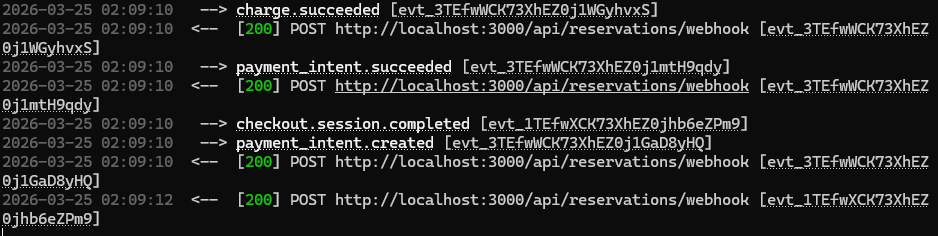 2026-03-25 02:09:10   --> charge.succeeded [evt_3TEfwWCK73XhEZ0j1WGyhvxS]
2026-03-25 02:09:10  <--  [200] POST http://localhost:3000/api/reservations/webhook [evt_3TEfwWCK73XhEZ
0j1WGyhvxS]
2026-03-25 02:09:10   --> payment_intent.succeeded [evt_3TEfwWCK73XhEZ0j1mtH9qdy]
2026-03-25 02:09:10  <--  [200] POST http://localhost:3000/api/reservations/webhook [evt_3TEfwWCK73XhEZ
0j1mtH9qdy]
2026-03-25 02:09:10   --> checkout.session.completed [evt_1TEfwXCK73XhEZ0jhb6eZPm9]
2026-03-25 02:09:10   --> payment_intent.created [evt_3TEfwWCK73XhEZ0j1GaD8yHQ]
2026-03-25 02:09:10  <--  [200] POST http://localhost:3000/api/reservations/webhook [evt_3TEfwWCK73XhEZ
0j1GaD8yHQ]
2026-03-25 02:09:12  <--  [200] POST http://localhost:3000/api/reservations/webhook [evt_1TEfwXCK73XhEZ
0jhb6eZPm9]